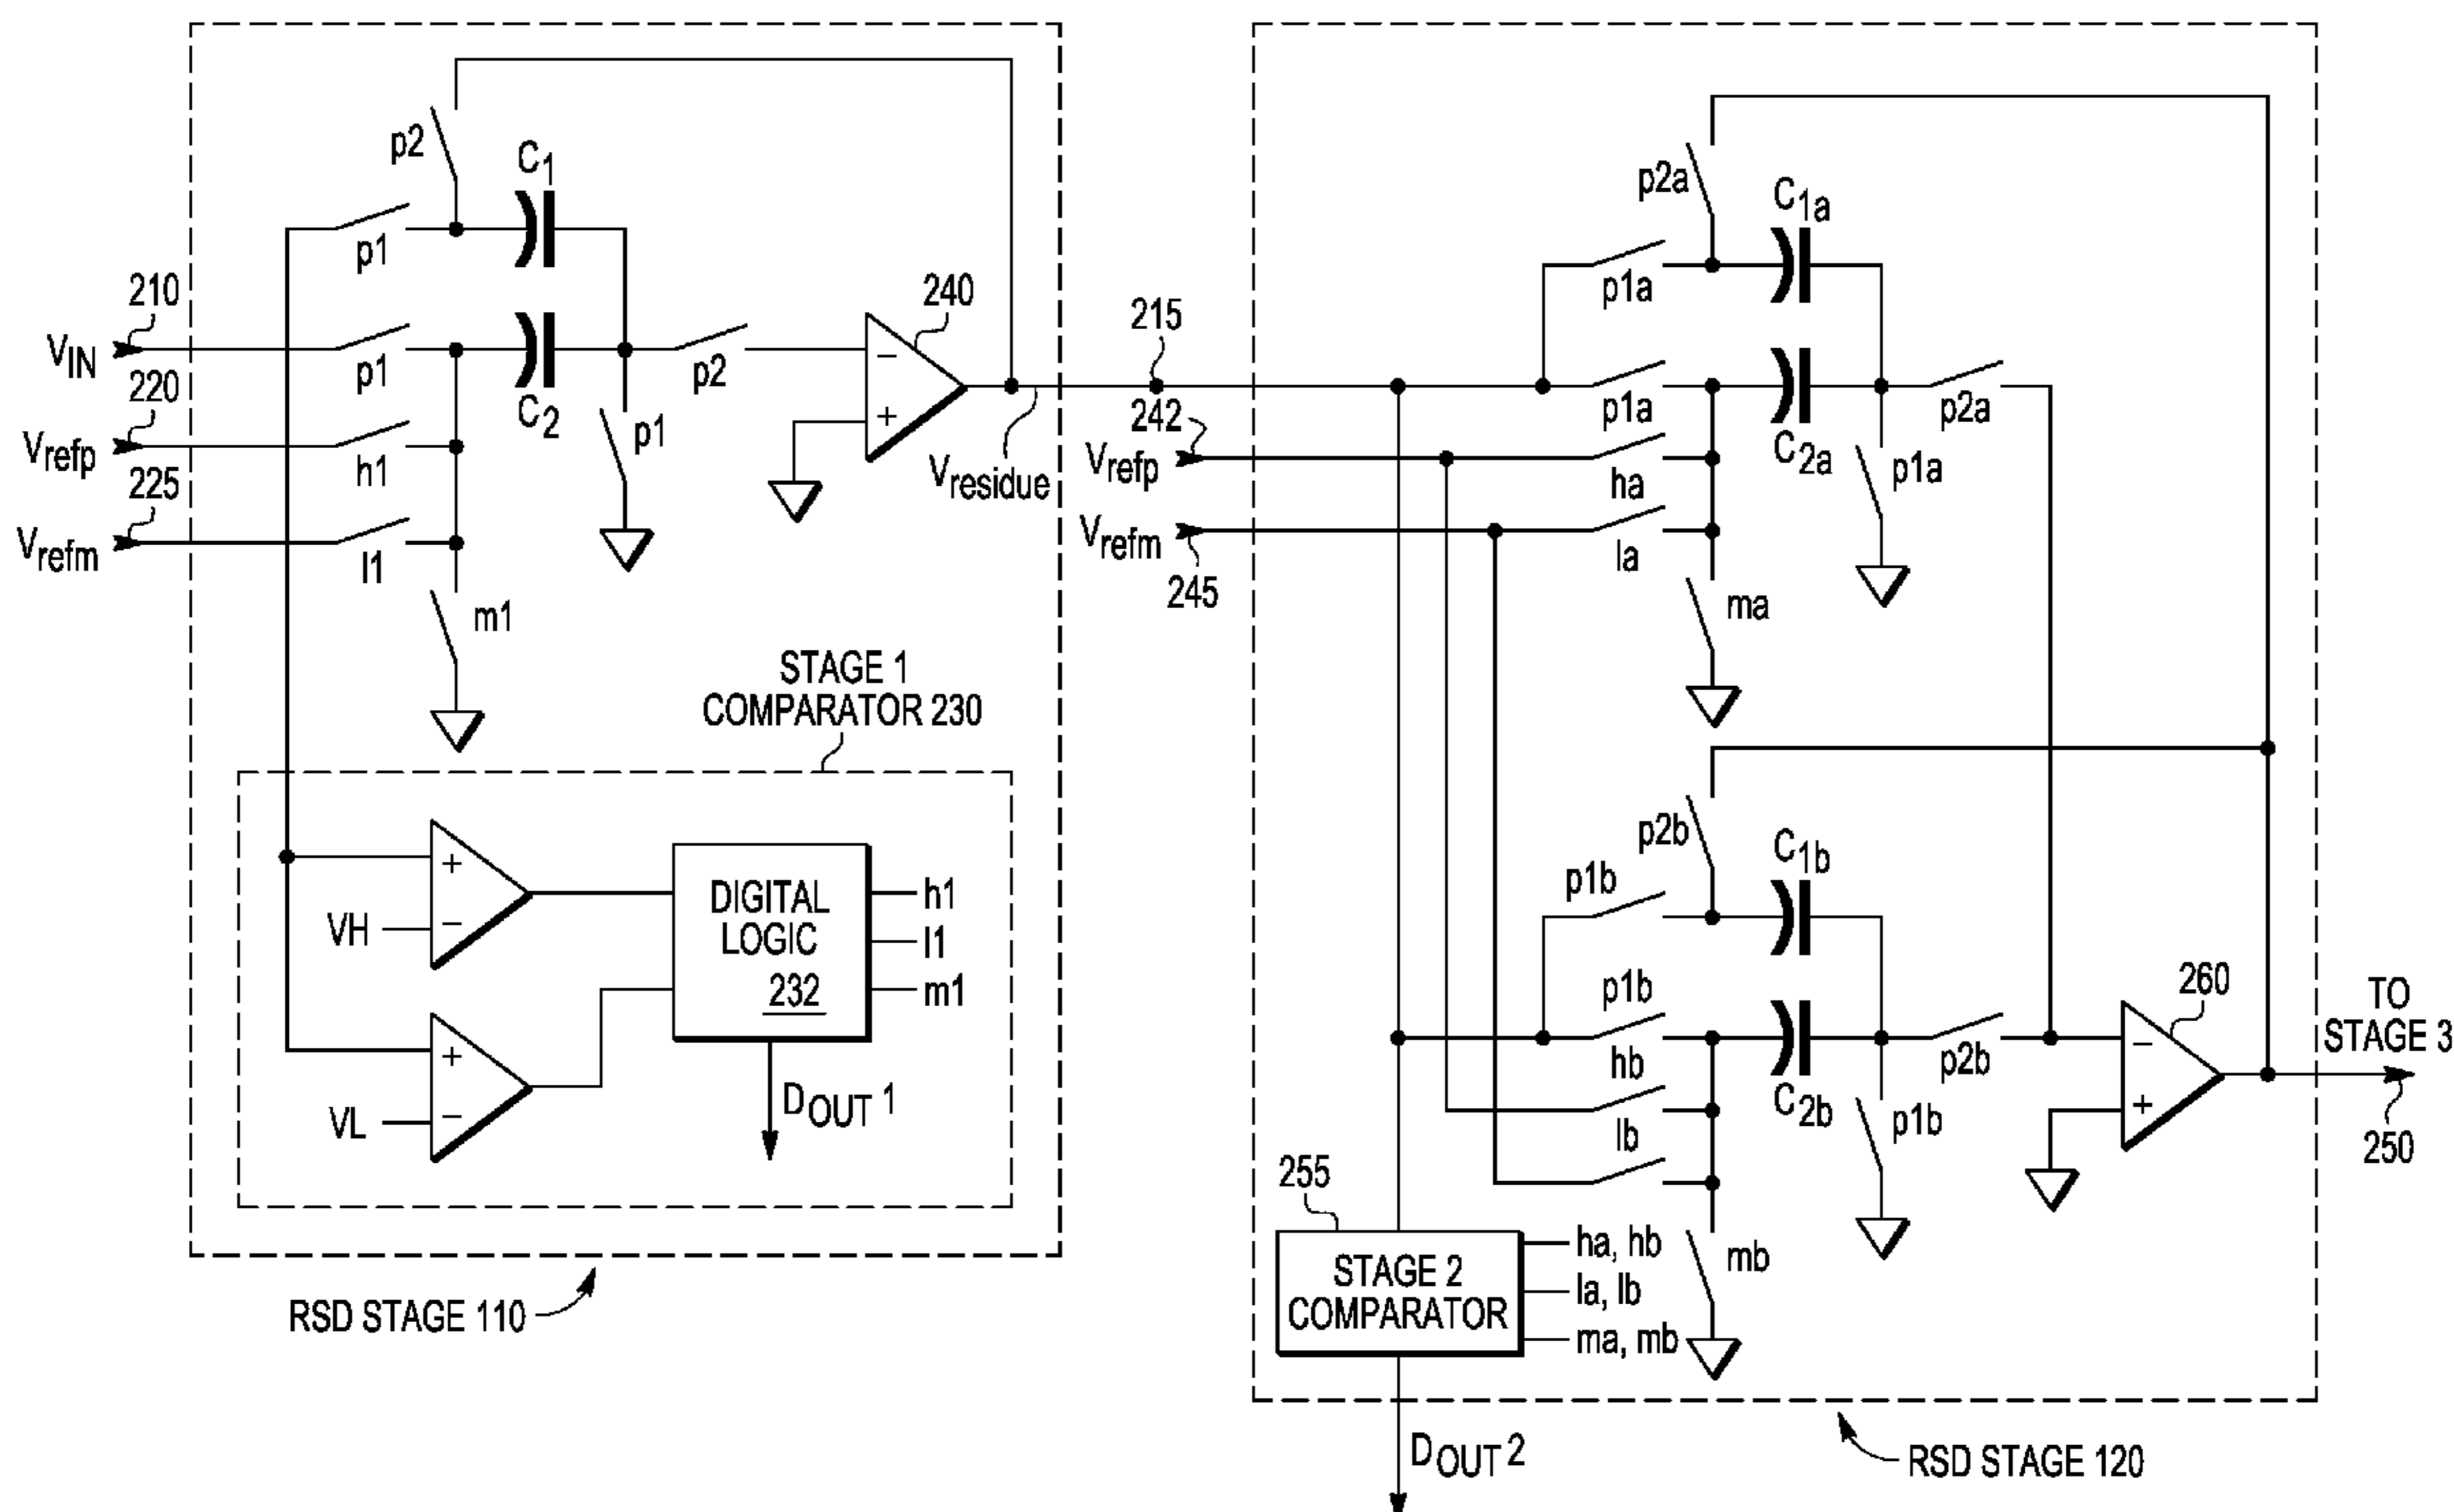 p2
C1
p1
210
VIN
p1
C2
p2
240
220
Vrefp
h1
p1
225
Vrefm
l1
m1
−
+
Vresidue
215
STAGE 1
COMPARATOR 230
+
VH
−
+
VL
−
DIGITAL
LOGIC
232
h1
l1
m1
DOUT 1
RSD STAGE 110
p2a
C1a
p1a
p1a
C2a
p2a
242
Vrefp
ha
p1a
Vrefm
245
la
ma
p2b
C1b
p1b
p1b
hb
C2b
p2b
lb
p1b
mb
260
−
+
TO
STAGE 3
250
255
STAGE 2
COMPARATOR
ha, hb
la, lb
ma, mb
DOUT 2
RSD STAGE 120